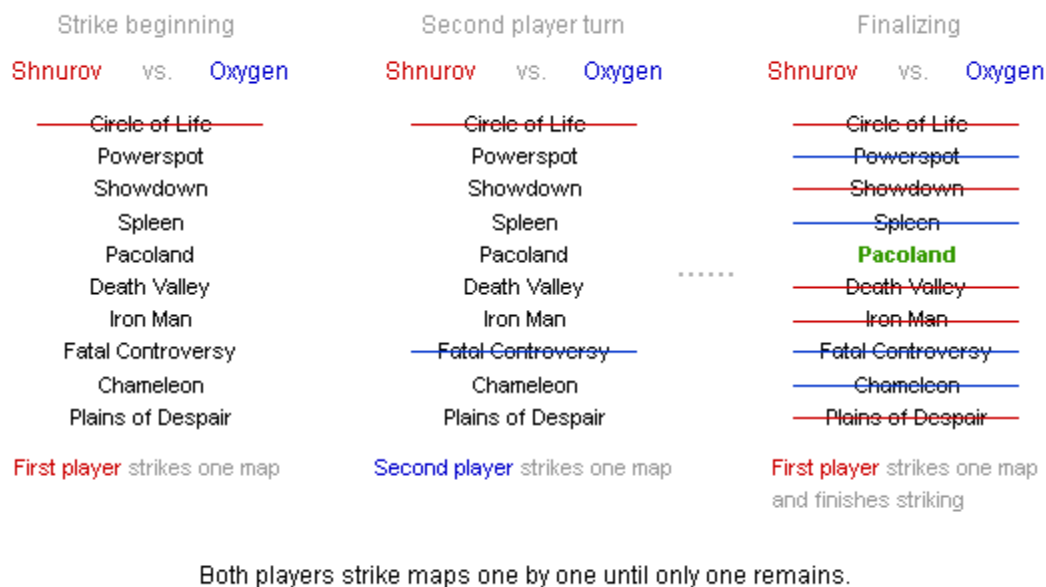 Strike beginning
Shnurov vs. Oxygen
Circle of Life
Powerspot
Showdown
Spleen
Pacoland
Death Valley
Iron Man
Fatal Controversy
Chameleon
Plains of Despair
First player strikes one map
Second player turn
Shnurov vs. Oxygen
Circle of Life
Powerspot
Showdown
Spleen
Pacoland
Death Valley
Iron Man
Fatal Controversy
Chameleon
Plains of Despair
Second player strikes one map
......
Finalizing
Shnurov vs. Oxygen
Circle of Life
Powerspot
Showdown
Spleen
Pacoland
Death Valley
Iron Man
Fatal Controversy
Chameleon
Plains of Despair
First player strikes one map
and finishes striking
Both players strike maps one by one until only one remains.